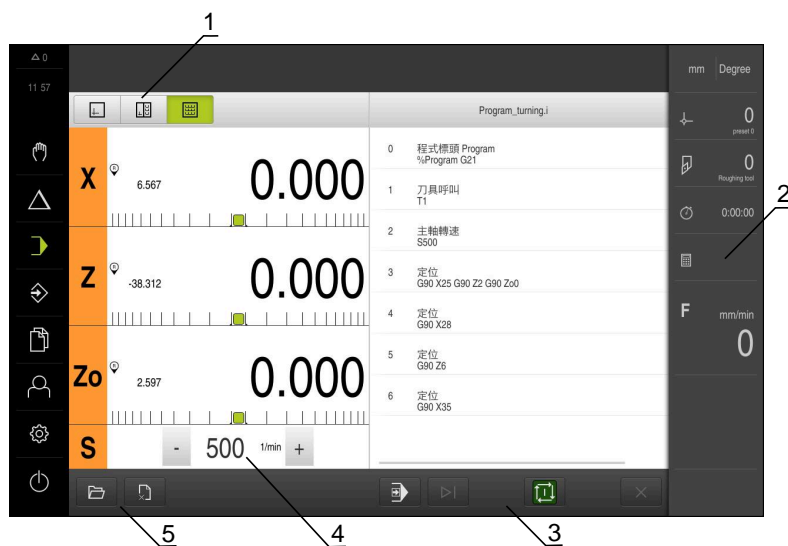 1
0
11 57
mm Degree
Program_turning.i
0
preset 0
0
Roughing tool
0:00:00
2
F mm/min
0
X R 6.567 0.000
Z R -38.312 0.000
Zo R 2.597 0.000
S - 500 1/min +
0 程式標頭 Program
%Program G21
1 刀具呼叫
T1
2 主軸轉速
S500
3 定位
G90 X25 G90 Z2 G90 Zo0
4 定位
G90 X28
5 定位
G90 Z6
6 定位
G90 X35
5
4
3